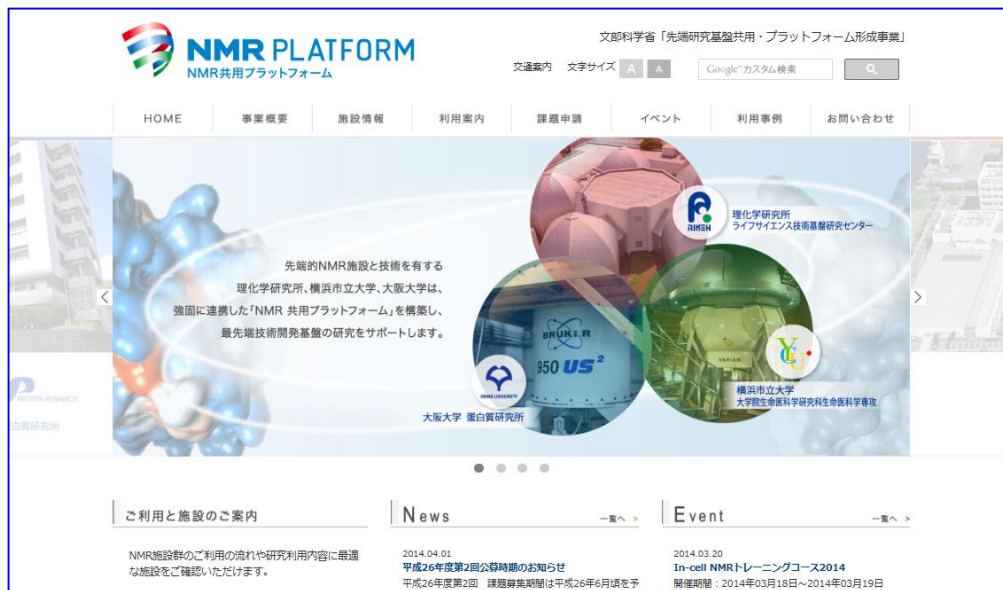 NMR PLATFORM
NMR共用プラットフォーム
文部科学省「先端研究基盤共用・プラットフォーム形成事業」
交通案内 文字サイズ A A Google カスタム検索
HOME 事業概要 施設情報 利用案内 課題申請 イベント 利用事例 お問い合わせ
先端的NMR施設と技術を有する
理化学研究所、横浜市立大学、大阪大学は、
強固に連携した「NMR 共用プラットフォーム」を構築し、
最先端技術開発基盤の研究をサポートします。
RIKEN
理化学研究所
ライフサイエンス技術基盤研究センター
BRUKER
950 US²
OSAKA UNIVERSITY
大阪大学 蛋白質研究所
VARIAN
YCU
横浜市立大学
大学院生命医科学研究科生命医科学専攻
PROTEIN RESEARCH
白質研究所
ご利用と施設のご案内
NMR施設群のご利用の流れや研究利用内容に最適
な施設をご確認いただけます。
News 一覧へ >
2014.04.01
平成26年度第2回公募時期のお知らせ
平成26年度第2回 課題募集期間は平成26年6月頃を予
Event 一覧へ >
2014.03.20
In-cell NMRトレーニングコース2014
開催期間：2014年03月18日～2014年03月19日